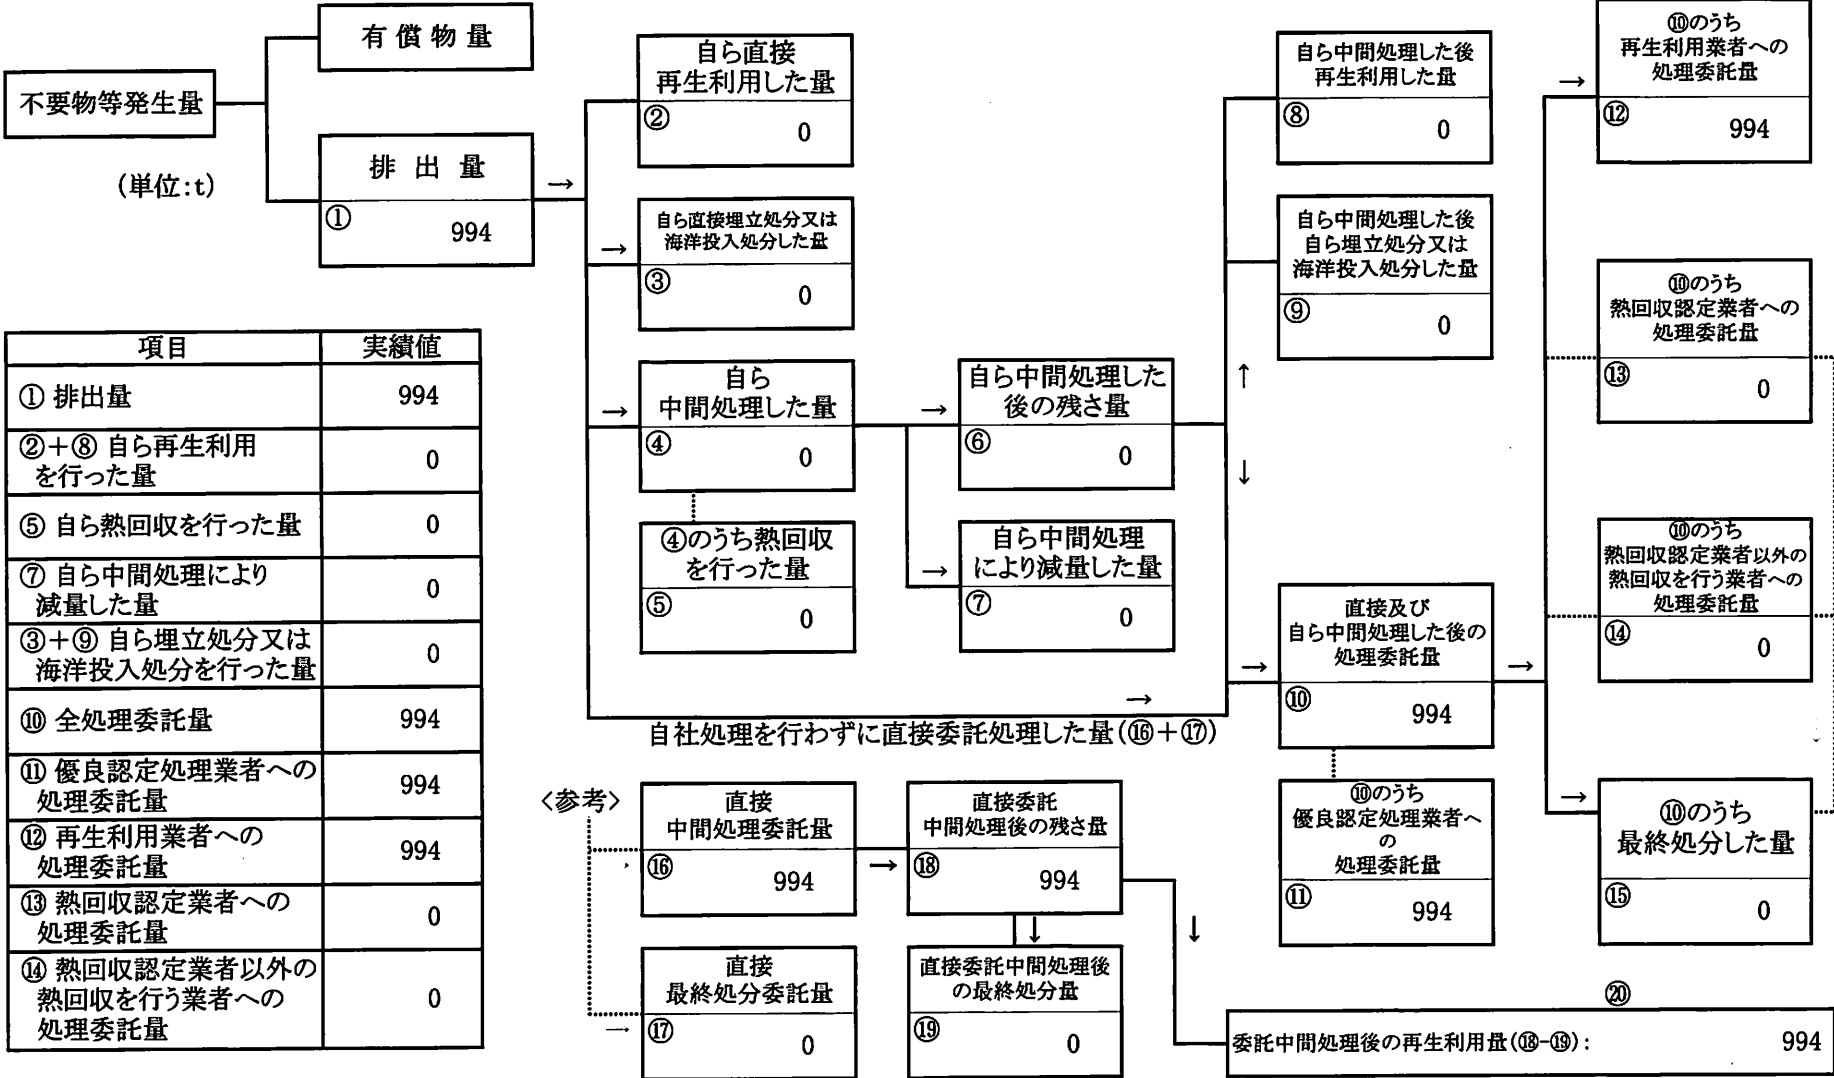 有償物量
不要物等発生量
(単位:t)
排出量
①
994
→
自ら直接
再生利用した量
②
0
→
自ら直接埋立処分又は
海洋投入処分した量
③
0
→
自ら
中間処理した量
④
0
④のうち熱回収
を行った量
⑤
0
→
自ら中間処理した
後の残さ量
⑥
0
→
自ら中間処理
により減量した量
⑦
0
自ら中間処理した後
再生利用した量
⑧
0
自ら中間処理した後
自ら埋立処分又は
海洋投入処分した量
⑨
0
↑
↓
→
直接及び
自ら中間処理した後の
処理委託量
⑩
994
→
⑩のうち
優良認定処理業者へ
の
処理委託量
⑪
994
→
⑩のうち
再生利用業者への
処理委託量
⑫
994
⑩のうち
熱回収認定業者への
処理委託量
⑬
0
⑩のうち
熱回収認定業者以外の
熱回収を行う業者への
処理委託量
⑭
0
→
⑩のうち
最終処分した量
⑮
0
→
自社処理を行わずに直接委託処理した量(⑯+⑰)
<参考>
直接
中間処理委託量
⑯
994
→
直接委託
中間処理後の残さ量
⑱
994
→
直接
最終処分委託量
⑰
0
↓
直接委託中間処理後
の最終処分量
⑲
0
↓
⑳
委託中間処理後の再生利用量(⑱-⑲): 994
項目 実績値
① 排出量 994
②+⑧ 自ら再生利用
を行った量 0
⑤ 自ら熱回収を行った量 0
⑦ 自ら中間処理により
減量した量 0
③+⑨ 自ら埋立処分又は
海洋投入処分を行った量 0
⑩ 全処理委託量 994
⑪ 優良認定処理業者への
処理委託量 994
⑫ 再生利用業者への
処理委託量 994
⑬ 熱回収認定業者への
処理委託量 0
⑭ 熱回収認定業者以外の
熱回収を行う業者への
処理委託量 0